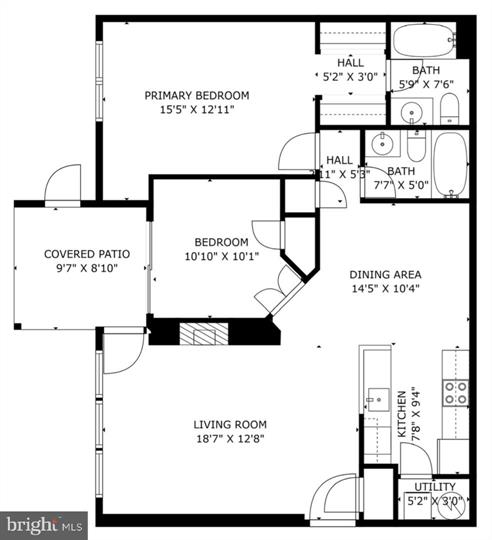 HALL
5'2" X 3'0"
BATH
5'9" X 7'6"
PRIMARY BEDROOM
15'5" X 12'11"
HALL
11" X 5'3"
BATH
7'7" X 5'0"
COVERED PATIO
9'7" X 8'10"
BEDROOM
10'10" X 10'1"
DINING AREA
14'5" X 10'4"
KITCHEN
7'8" X 9'4"
LIVING ROOM
18'7" X 12'8"
UTILITY
5'2" X 3'0"
bright MLS